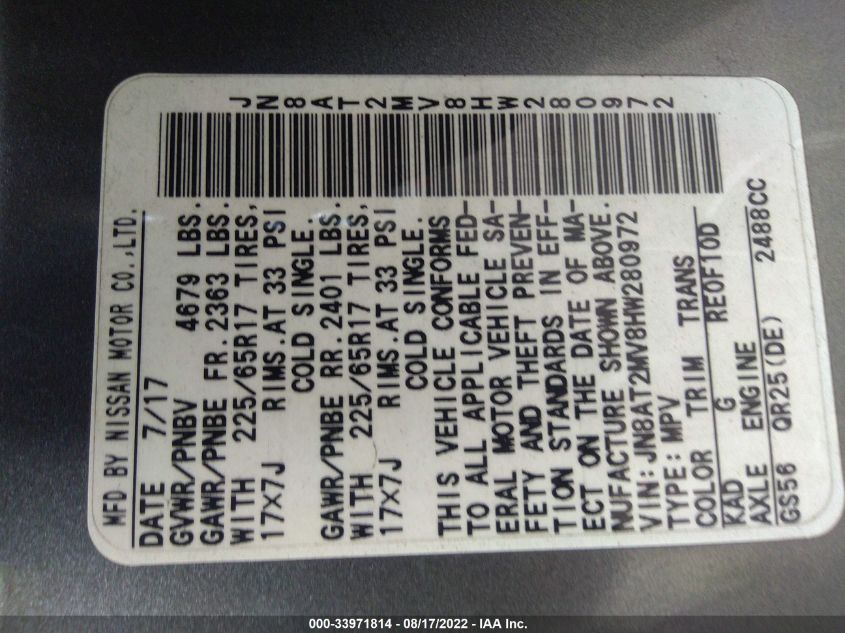 JN8AT2MV8HW280972
MFD BY NISSAN MOTOR CO.,LTD.
DATE 7/17
GVWR/PNBV 4679 LBS.
GAWR/PNBE FR. 2363 LBS.
WITH 225/65R17 TIRES,
17X7J RIMS.AT 33 PSI
COLD SINGLE
GAWR/PNBE RR. 2401 LBS.
WITH 225/65R17 TIRES,
17X7J RIMS.AT 33 PSI
COLD SINGLE.
THIS VEHICLE CONFORMS
TO ALL APPLICABLE FED-
ERAL MOTOR VEHICLE SA-
FETY AND THEFT PREVEN-
TION STANDARDS IN EFF-
ECT ON THE DATE OF MA-
NUFACTURE SHOWN ABOVE.
VIN: JN8AT2MV8HW280972
TYPE: MPV
COLOR TRIM TRANS
KAD G RE0F10D
AXLE ENGINE
GS56 QR25(DE) 2488CC
000-33971814 - 08/17/2022 - IAA Inc.